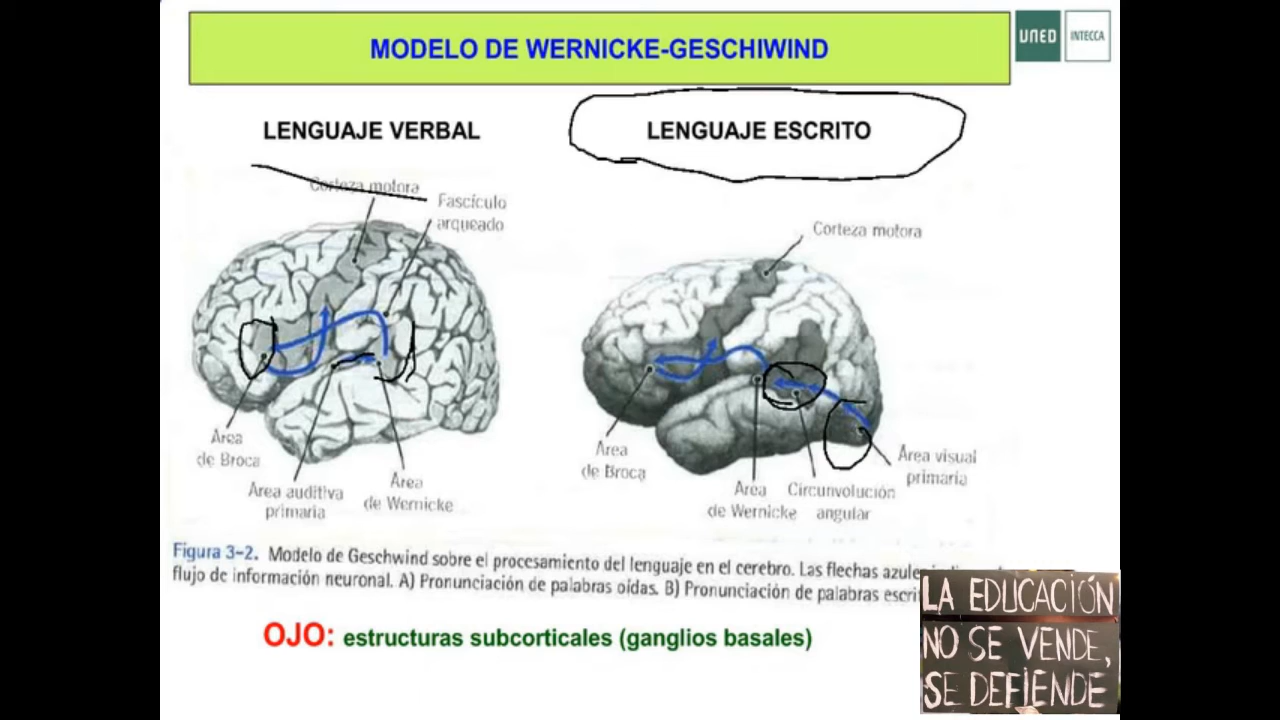 MODELO DE WERNICKE-GESCHIWIND
UNED
INTECCA
LENGUAJE VERBAL
LENGUAJE ESCRITO
Corteza motora
Fascículo
arqueado
Área
de Broca
Área auditiva
primaria
Área
de Wernicke
Corteza motora
Área
de Broca
Área
de Wernicke
Circunvolución
angular
Área visual
primaria
Figura 3-2. Modelo de Geschwind sobre el procesamiento del lenguaje en el cerebro. Las flechas azules
flujo de información neuronal. A) Pronunciación de palabras oídas. B) Pronunciación de palabras
OJO: estructuras subcorticales (ganglios basales)
LA EDUCACIÓN
NO SE VENDE,
SE DEFIENDE